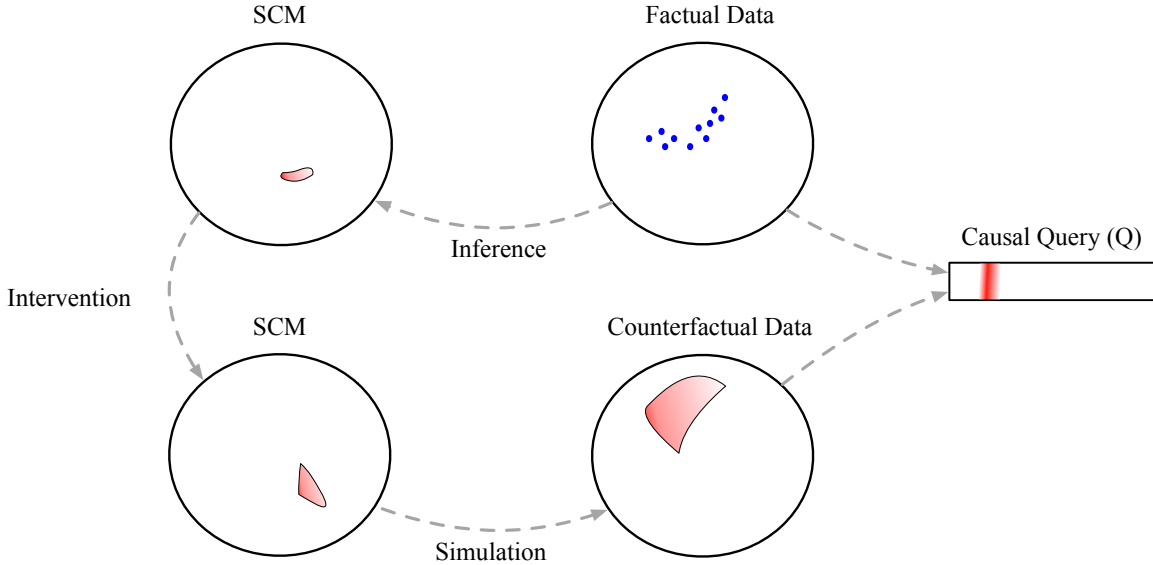 SCM
Factual Data
Inference
Causal Query (Q)
Intervention
SCM
Counterfactual Data
Simulation